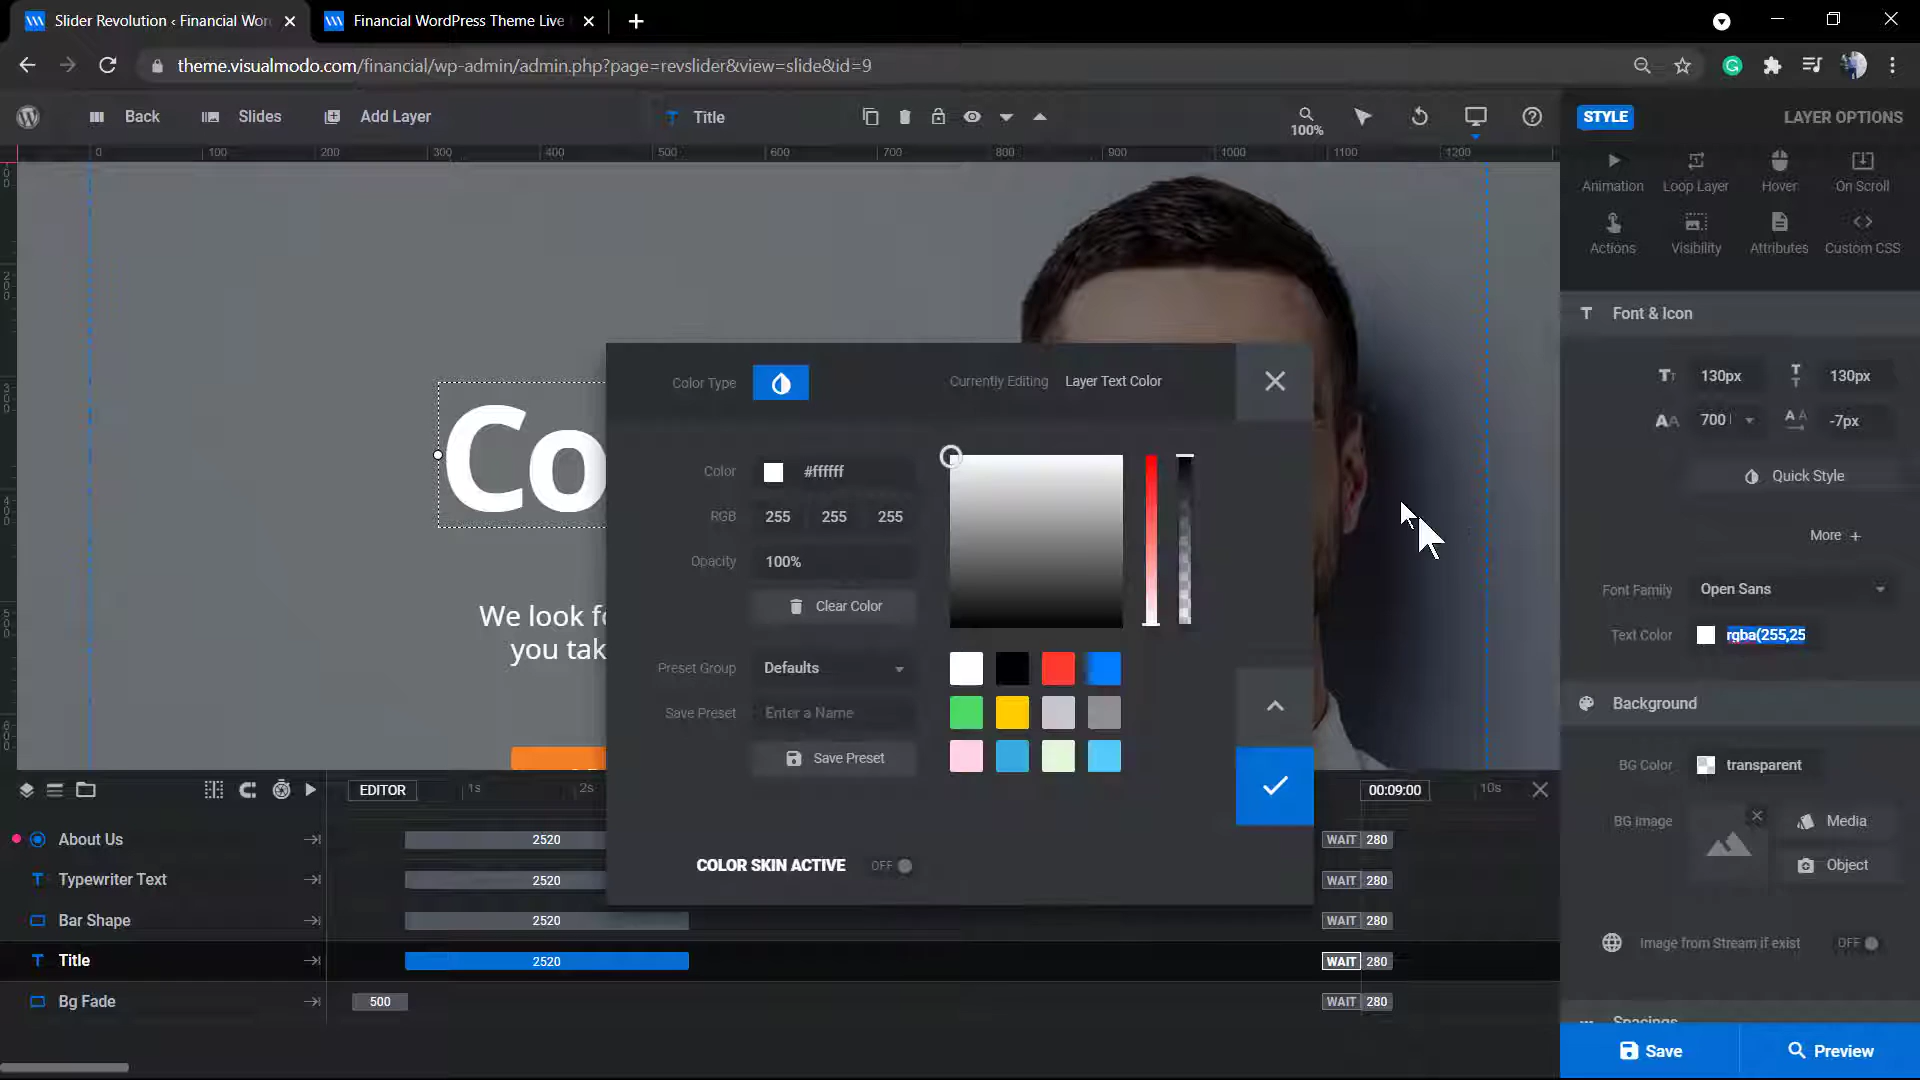 Slider Revolution ‹ Financial Wor
Financial WordPress Theme Live
theme.visualmodo.com/financial/wp-admin/admin.php?page=revslider&view=slide&id=9
Back
Slides
Add Layer
Title
100%
STYLE
LAYER OPTIONS
0 100 200 300 400 500 600 700 800 900 1000 1100 1200
Animation
Loop Layer
Hover
On Scroll
Actions
Visibility
Attributes
Custom CSS
Font & Icon
130px
130px
700
-7px
Quick Style
More +
Font Family
Open Sans
Text Color
rgba(255,25
Background
BG Color
transparent
BG Image
Media
Object
Image from Stream if exist
OFF
Spacings
Save
Preview
Co
We look fo
you tak
Color Type
Currently Editing Layer Text Color
Color
#ffffff
RGB
255 255 255
Opacity
100%
Clear Color
Preset Group
Defaults
Save Preset
Enter a Name
Save Preset
COLOR SKIN ACTIVE
OFF
EDITOR
1s
2s
00:09:00
10s
About Us
2520
WAIT 280
Typewriter Text
2520
WAIT 280
Bar Shape
2520
WAIT 280
Title
2520
WAIT 280
Bg Fade
500
WAIT 280